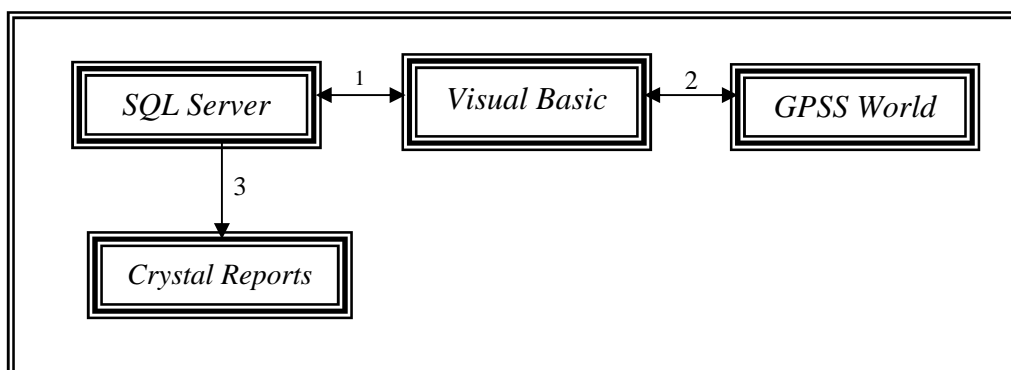 SQL Server
1
Visual Basic
2
GPSS World
3
Crystal Reports